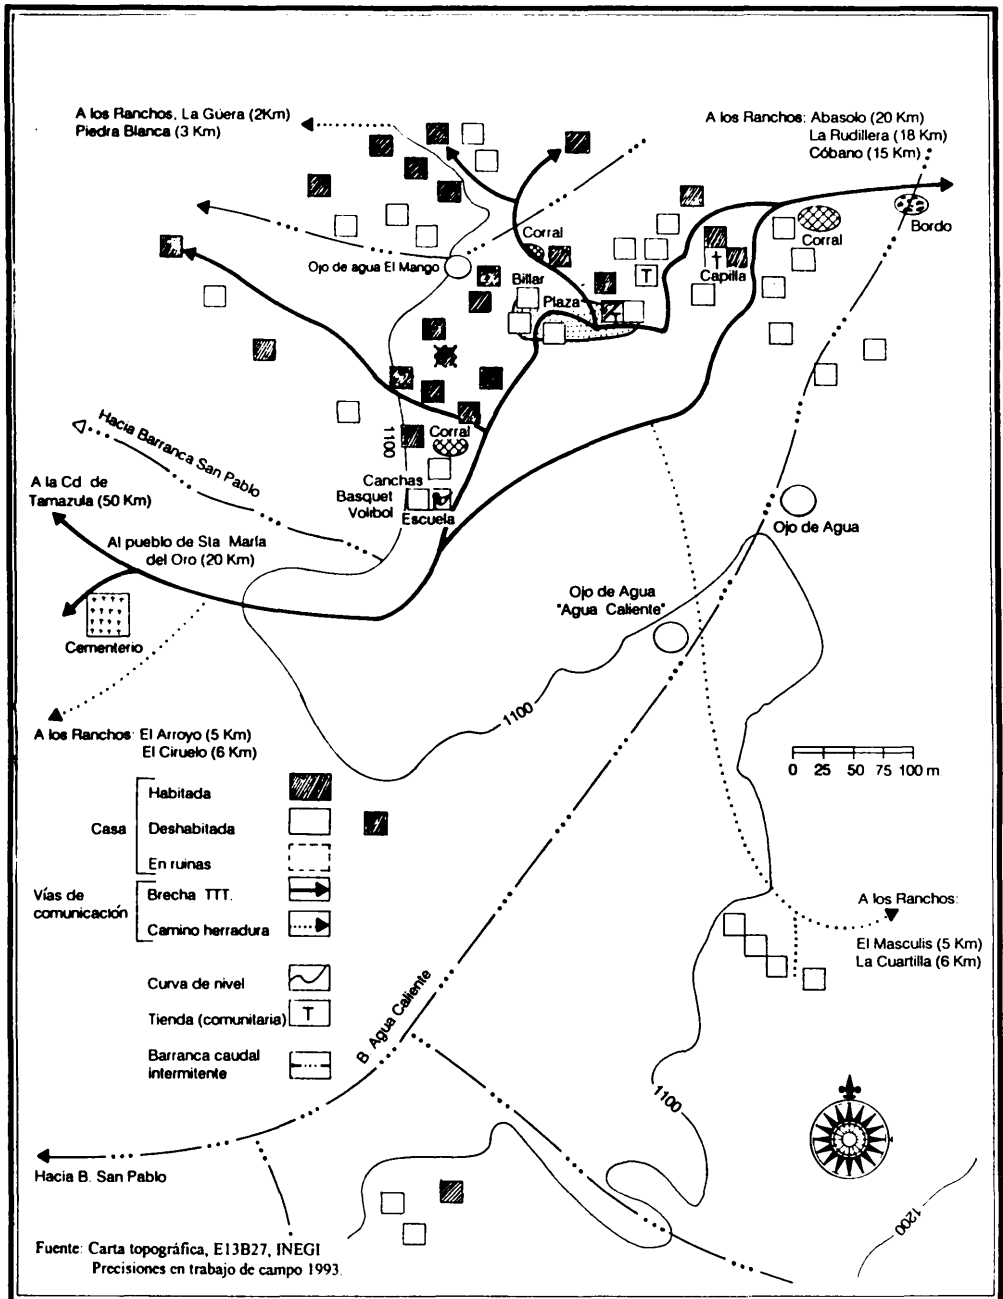 A los Ranchos, La Güera (2Km)
Piedra Blanca (3 Km)
A los Ranchos: Abasolo (20 Km)
La Rudillera (18 Km)
Cóbano (15 Km)
Corral
Bordo
Corral
Ojo de agua El Mango
Billar
Plaza
T
Capilla
Hacia Barranca San Pablo
1100
Corral
Canchas
Basquet
Volibol
Escuela
A la Cd de
Tamazula (50 Km)
Al pueblo de Sta María
del Oro (20 Km)
Ojo de Agua
Ojo de Agua
"Agua Caliente"
Cementerio
1100
A los Ranchos: El Arroyo (5 Km)
El Ciruelo (6 Km)
0 25 50 75 100 m
Casa
Habitada
Deshabitada
En ruinas
Vías de
comunicación
Brecha TTT.
Camino herradura
Curva de nivel
Tienda (comunitaria) T
Barranca caudal
intermitente
A los Ranchos:
El Masculis (5 Km)
La Cuartilla (6 Km)
B Agua Caliente
1100
Hacia B. San Pablo
1200
Fuente: Carta topográfica, E13B27, INEGI
Precisiones en trabajo de campo 1993.